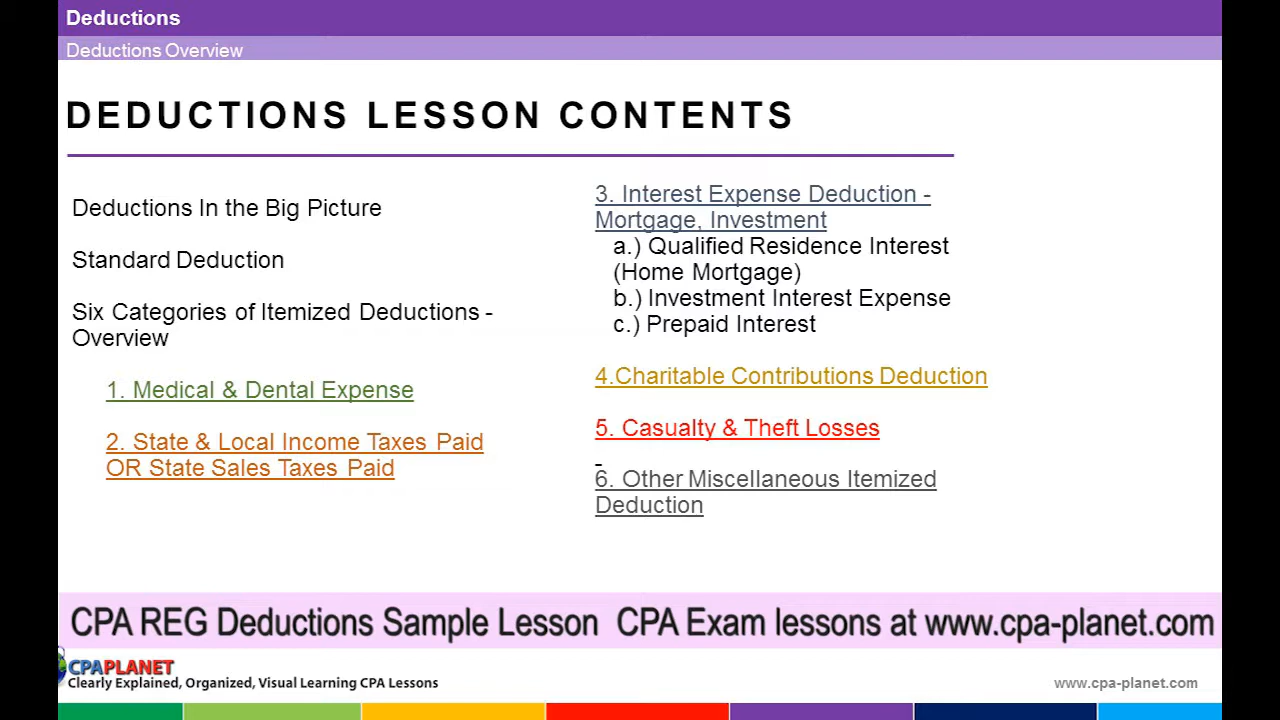 Deductions
Deductions Overview
DEDUCTIONS LESSON CONTENTS
Deductions In the Big Picture
Standard Deduction
Six Categories of Itemized Deductions -
Overview
1. Medical & Dental Expense
2. State & Local Income Taxes Paid
OR State Sales Taxes Paid
3. Interest Expense Deduction -
Mortgage, Investment
a.) Qualified Residence Interest
(Home Mortgage)
b.) Investment Interest Expense
c.) Prepaid Interest
4.Charitable Contributions Deduction
5. Casualty & Theft Losses
6. Other Miscellaneous Itemized
Deduction
CPA REG Deductions Sample Lesson CPA Exam lessons at www.cpa-planet.com
CPAPLANET
Clearly Explained, Organized, Visual Learning CPA Lessons
www.cpa-planet.com